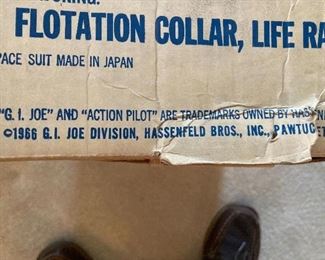 FLOTATION COLLAR, LIFE RA
PACE SUIT MADE IN JAPAN
"G. I. JOE" AND "ACTION PILOT" ARE TRADEMARKS OWNED BY
©1966 G.I. JOE DIVISION, HASSENFELD BROS., INC., PAWTUC